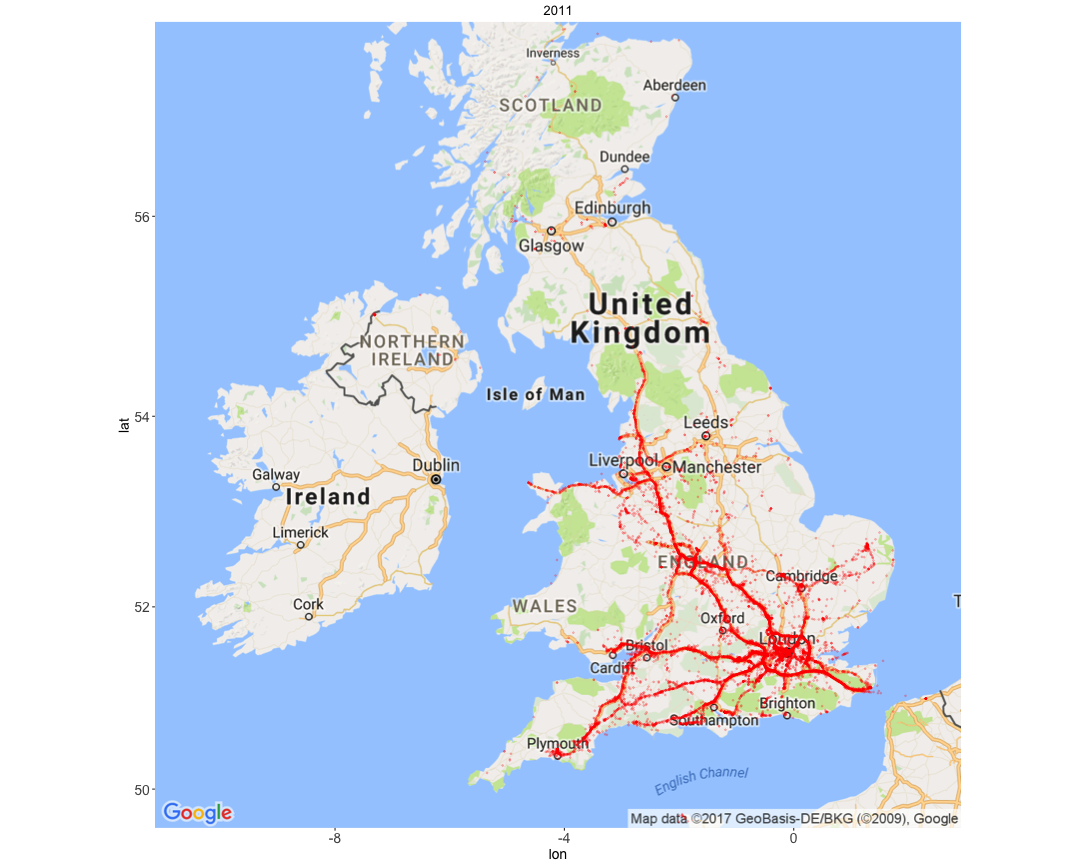 2011
Inverness
Aberdeen
SCOTLAND
Dundee
56
Edinburgh
Glasgow
United
Kingdom
NORTHERN
IRELAND
Isle of Man
lat
54
Leeds
Dublin
Liverpool
Manchester
Galway
Ireland
Limerick
ENGLAND
Cambridge
Cork
WALES
52
T
Oxford
London
Bristol
Cardiff
Brighton
Southampton
Plymouth
English Channel
50
Google
Map data ©2017 GeoBasis-DE/BKG (©2009), Google
-8
-4
0
lon